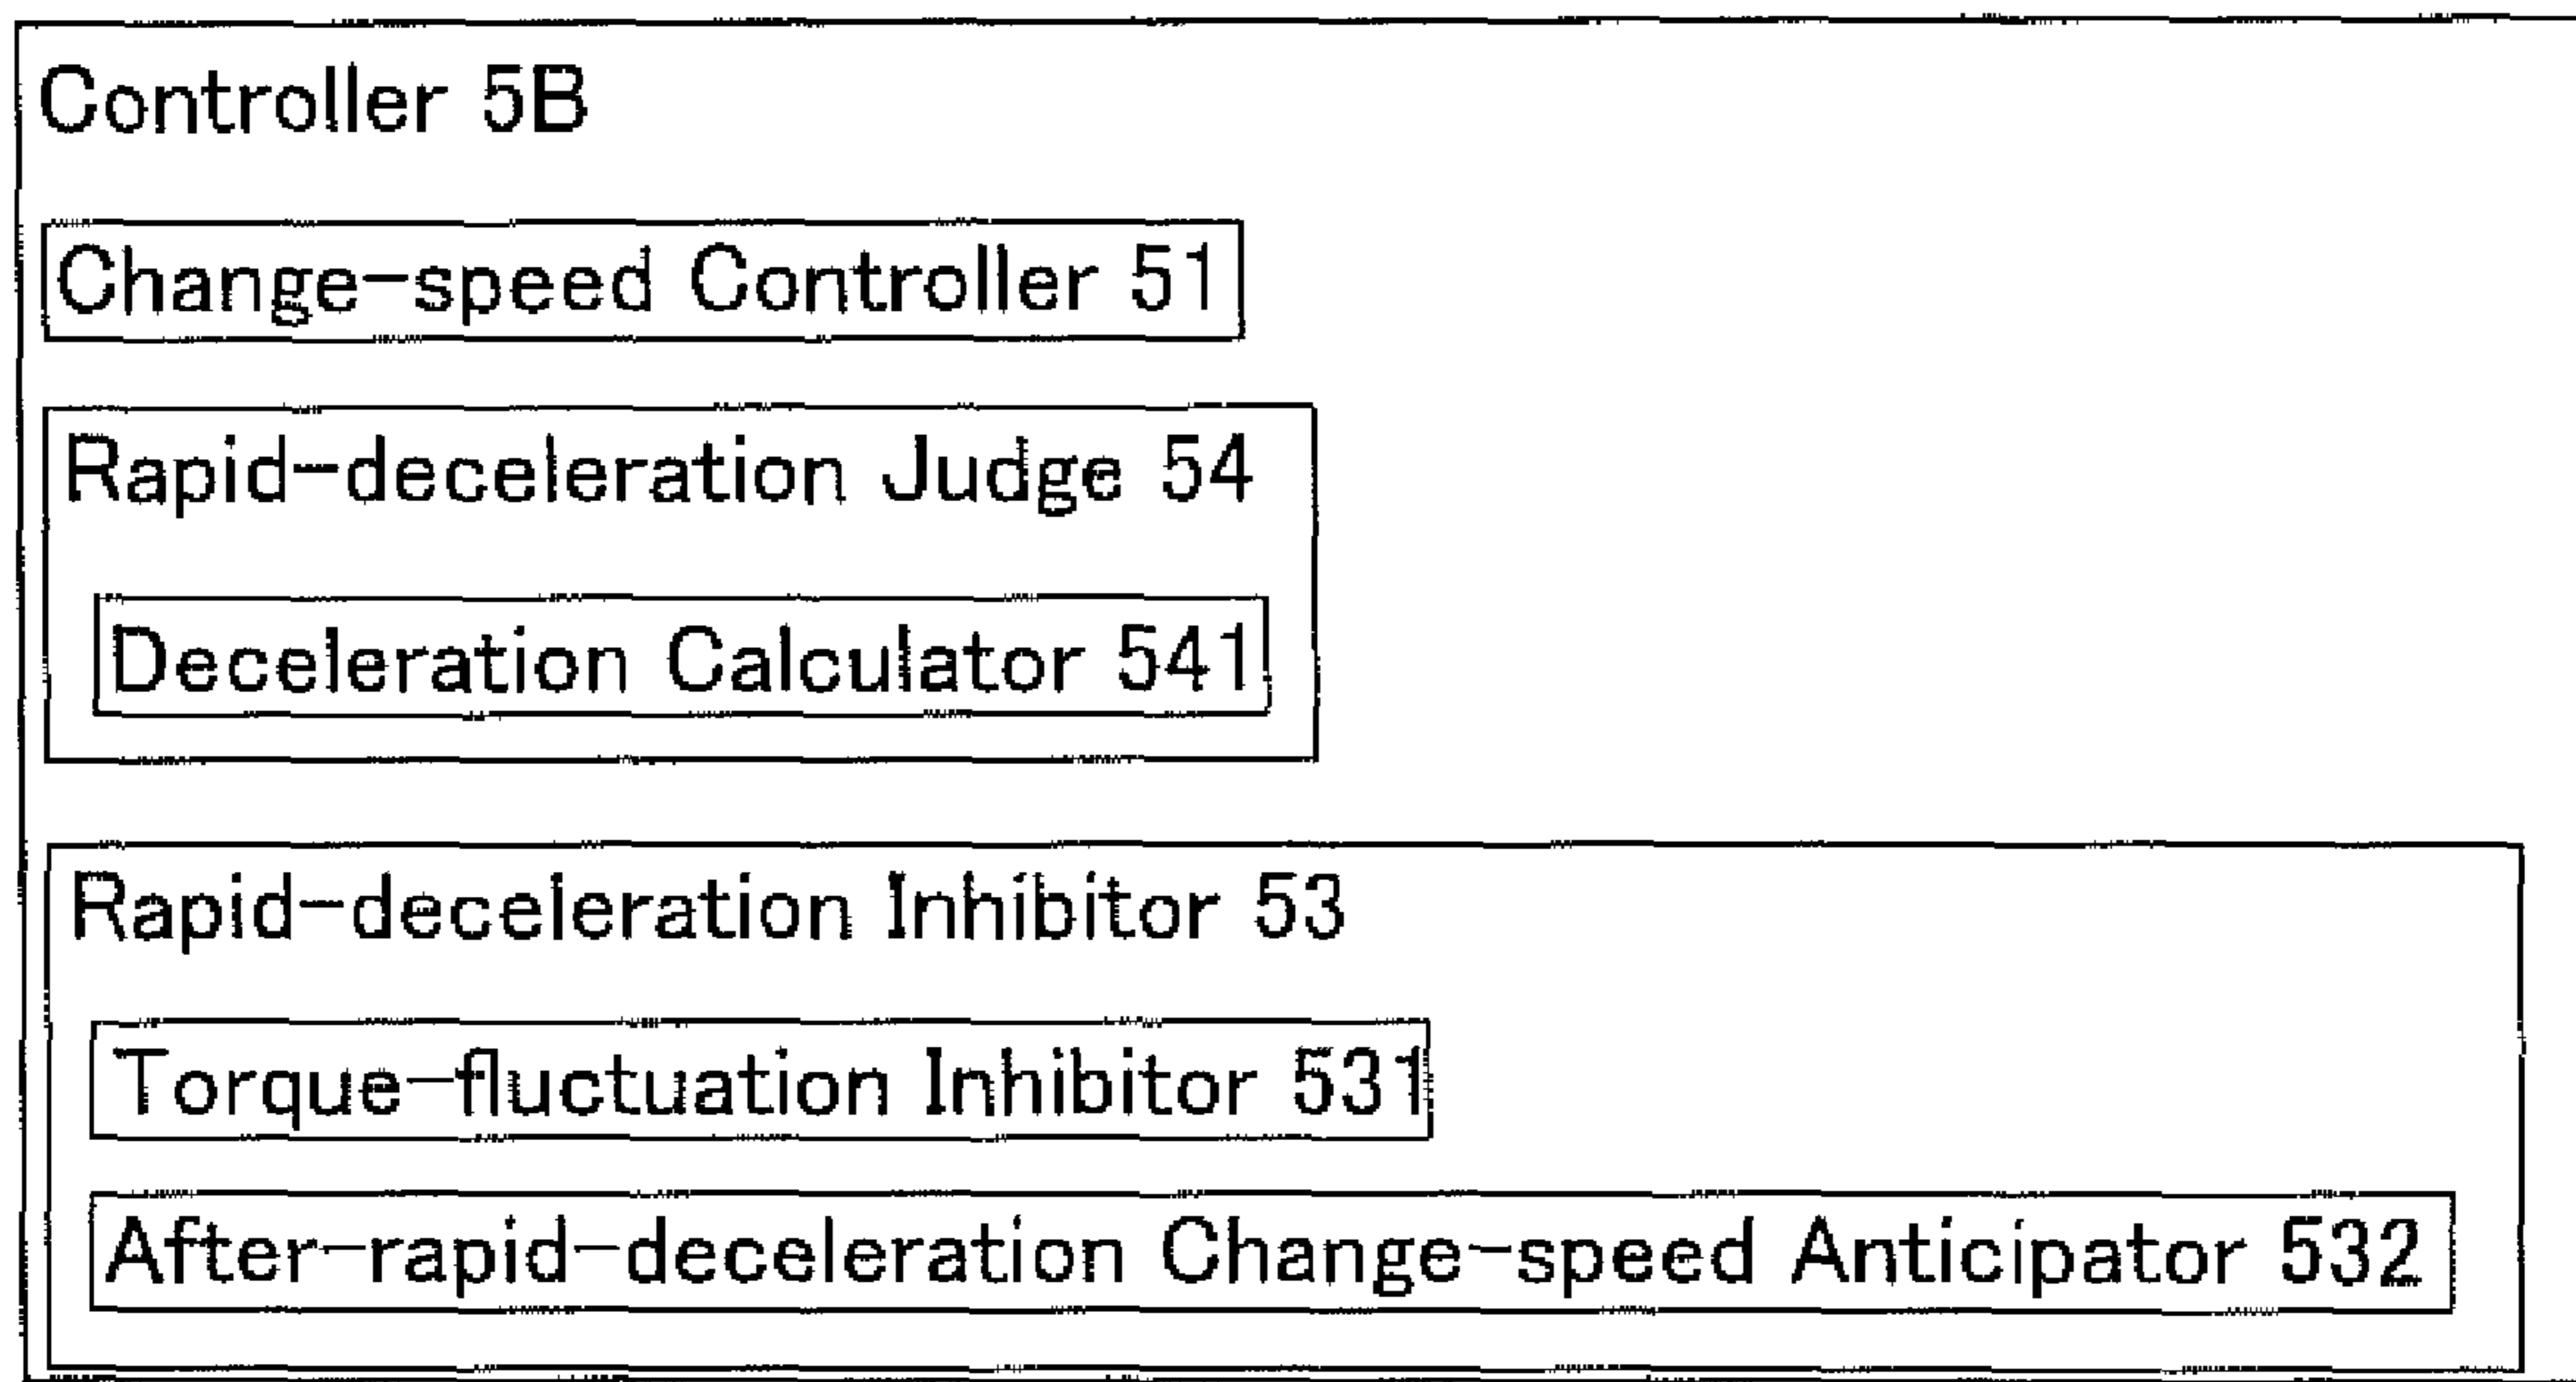 Controller 5B
Change-speed Controller 51
Rapid-deceleration Judge 54
Deceleration Calculator 541
Rapid-deceleration Inhibitor 53
Torque-fluctuation Inhibitor 531
After-rapid-deceleration Change-speed Anticipator 532